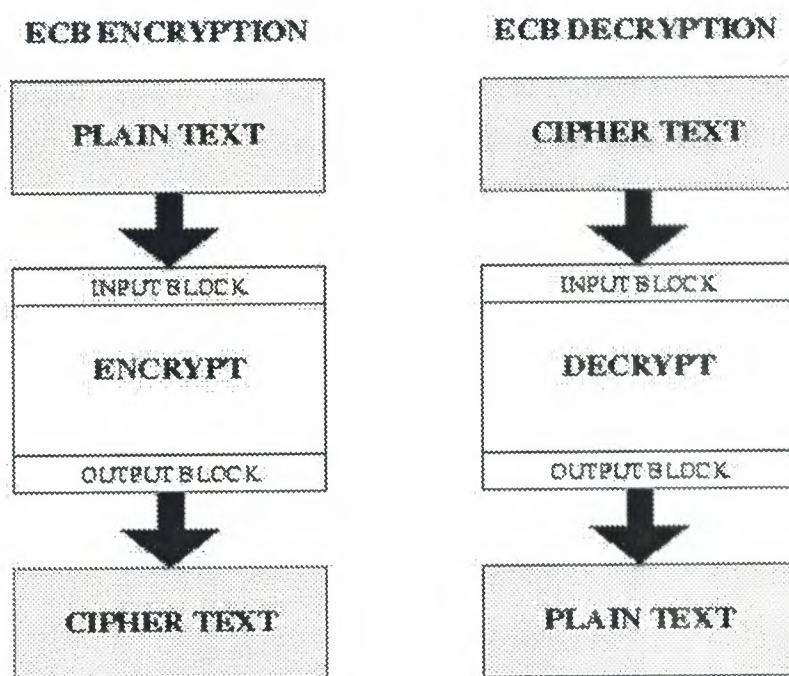 ECB ENCRYPTION
PLAIN TEXT
INPUT BLOCK
ENCRYPT
OUTPUT BLOCK
CIPHER TEXT
ECB DECRYPTION
CIPHER TEXT
INPUT BLOCK
DECRYPT
OUTPUT BLOCK
PLAIN TEXT